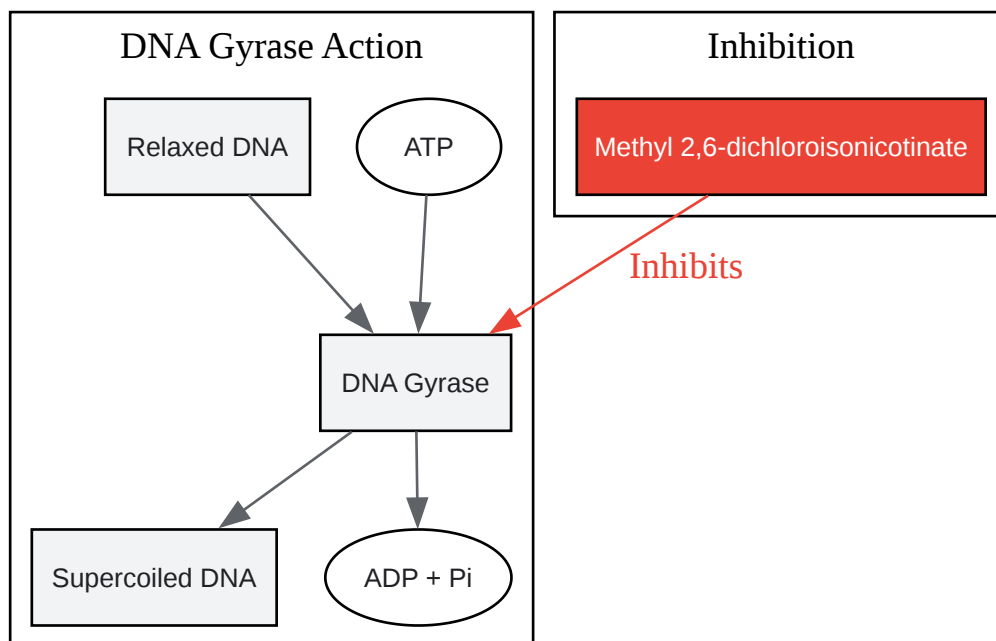 DNA Gyrase Action
Inhibition
Relaxed DNA
ATP
Methyl 2,6-dichloroisonicotinate
Inhibits
DNA Gyrase
Supercoiled DNA
ADP + Pi